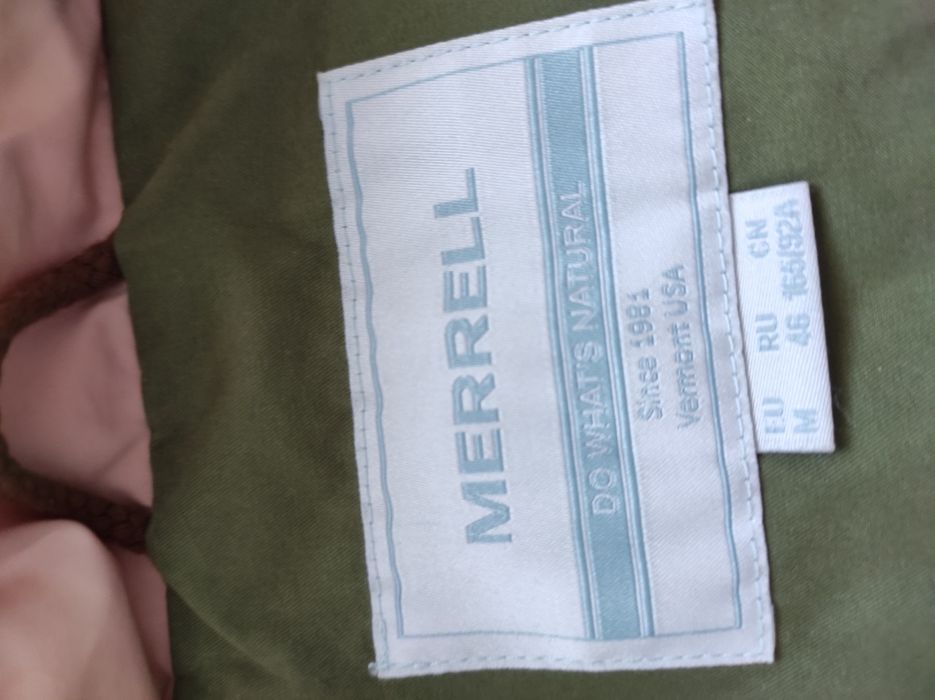 MERRELL
DO WHAT'S NATURAL
Since 1981
Vermont USA
EU RU CN
M 46 165/92A